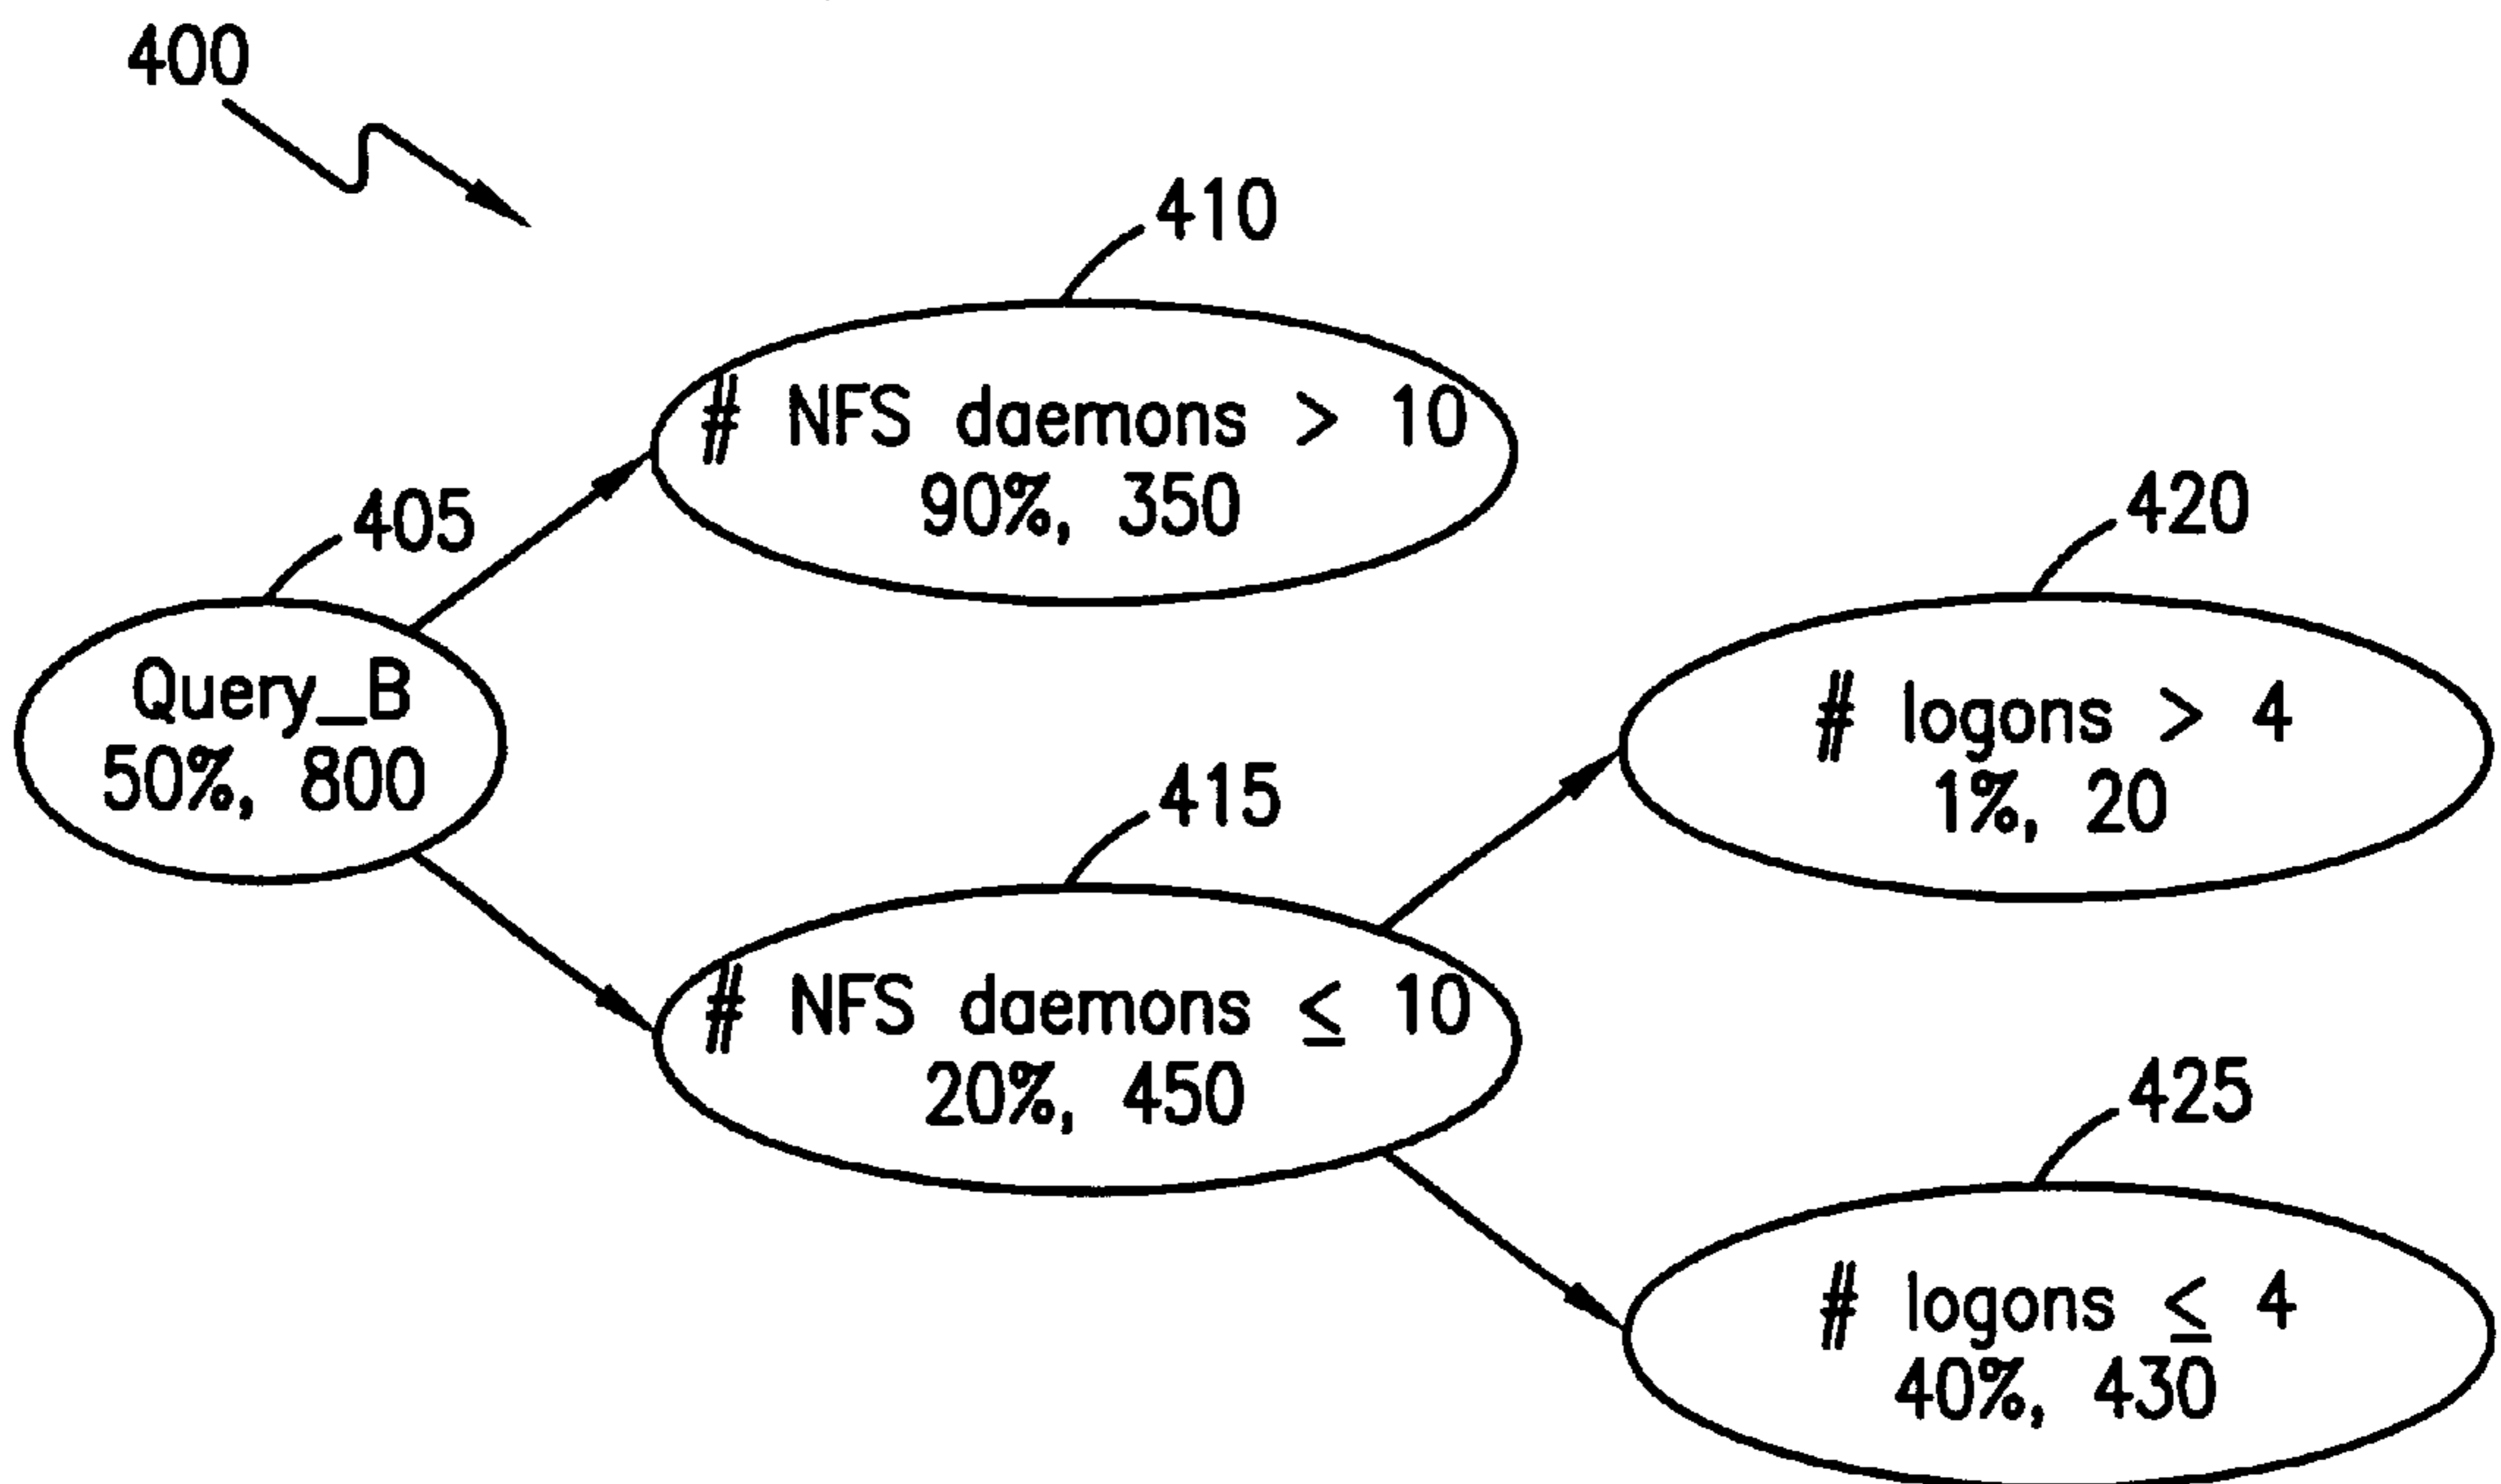 400
410
# NFS daemons > 10
90%, 350
405
Query_B
50%, 800
420
# logons > 4
1%, 20
415
# NFS daemons ≤ 10
20%, 450
425
# logons ≤ 4
40%, 430